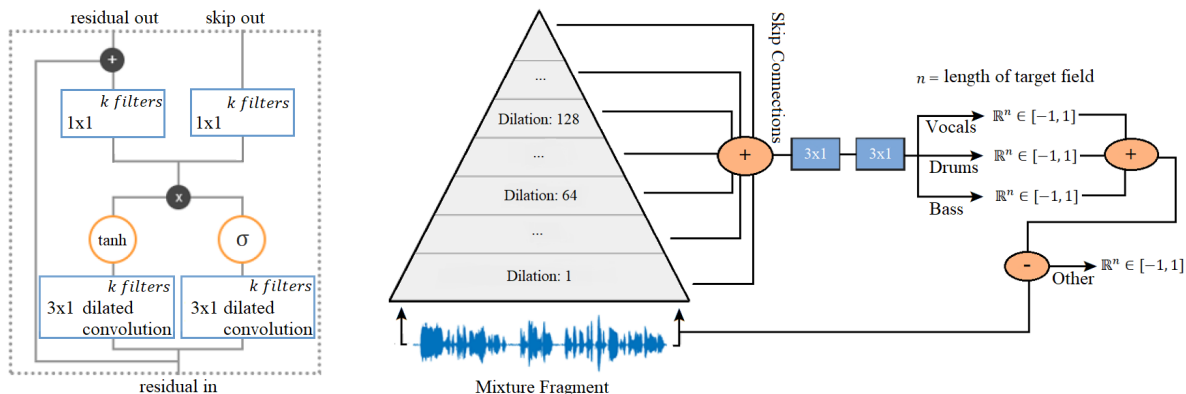 residual out
skip out
+
k filters
1x1
k filters
1x1
x
tanh
σ
k filters
3x1 dilated
convolution
k filters
3x1 dilated
convolution
residual in
...
Dilation: 128
...
Dilation: 64
...
Dilation: 1
Mixture Fragment
Skip Connections
+
3x1
3x1
n = length of target field
Vocals
ℝⁿ ∈ [−1, 1]
Drums
ℝⁿ ∈ [−1, 1]
Bass
ℝⁿ ∈ [−1, 1]
+
-
Other
ℝⁿ ∈ [−1, 1]